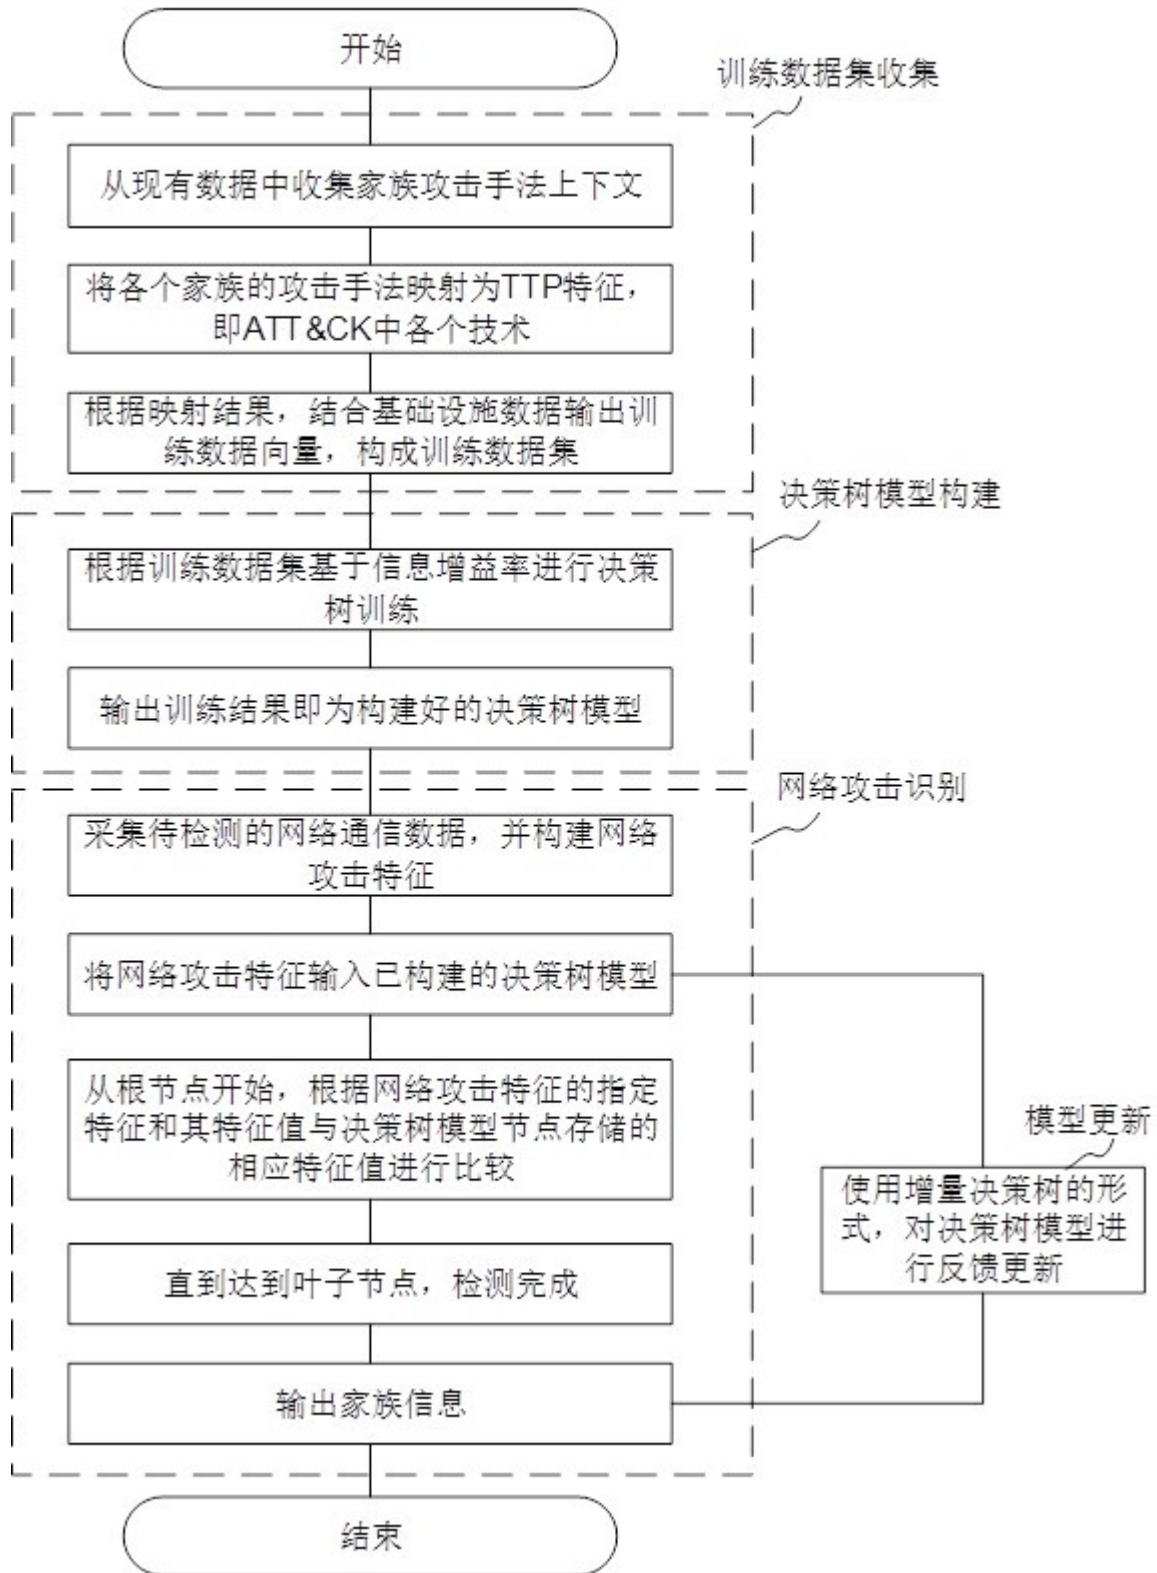 开始
训练数据集收集
从现有数据中收集家族攻击手法上下文
将各个家族的攻击手法映射为TTP特征，
即ATT&CK中各个技术
根据映射结果，结合基础设施数据输出训
练数据向量，构成训练数据集
决策树模型构建
根据训练数据集基于信息增益率进行决策
树训练
输出训练结果即为构建好的决策树模型
网络攻击识别
采集待检测的网络通信数据，并构建网络
攻击特征
将网络攻击特征输入已构建的决策树模型
从根节点开始，根据网络攻击特征的指定
特征和其特征值与决策树模型节点存储的
相应特征值进行比较
模型更新
使用增量决策树的形
式，对决策树模型进
行反馈更新
直到达到叶子节点，检测完成
输出家族信息
结束